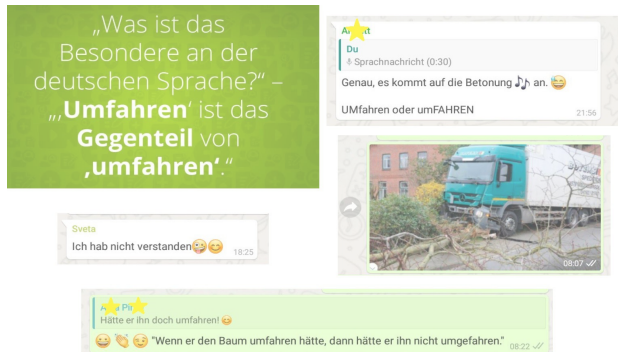 „Was ist das
Besondere an der
deutschen Sprache?“ –
„‚Umfahren‘ ist das
Gegenteil von
‚umfahren‘.“
Du
Sprachnachricht (0:30)
Genau, es kommt auf die Betonung 🎶 an. 😅
UMfahren oder umFAHREN
21:56
08:07
Sveta
Ich hab nicht verstanden🤪😊
18:25
Hätte er ihn doch umfahren! 😄
😄 👏 😉 "Wenn er den Baum umfahren hätte, dann hätte er ihn nicht umgefahren."
08:22